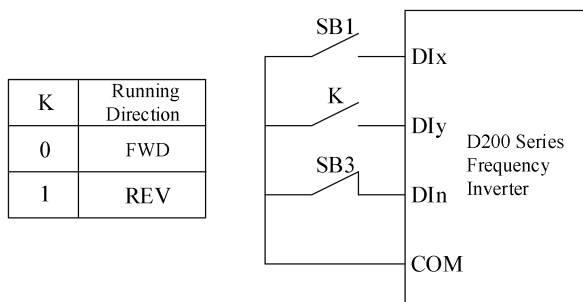 K
Running
Direction
0
FWD
1
REV
SB1
DIx
K
DIy
SB3
DIn
COM
D200 Series
Frequency
Inverter